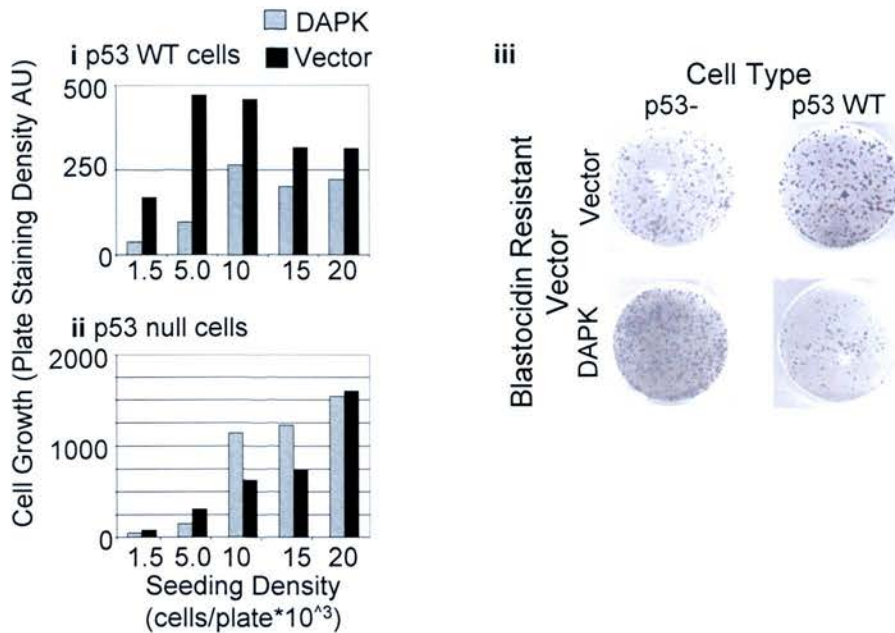 DAPK
Vector
i p53 WT cells
500
250
0
1.5 5.0 10 15 20
ii p53 null cells
2000
1000
0
1.5 5.0 10 15 20
Seeding Density
(cells/plate*10^3)
Cell Growth (Plate Staining Density AU)
iii
Cell Type
p53- p53 WT
Blastocidin Resistant
Vector
Vector
DAPK